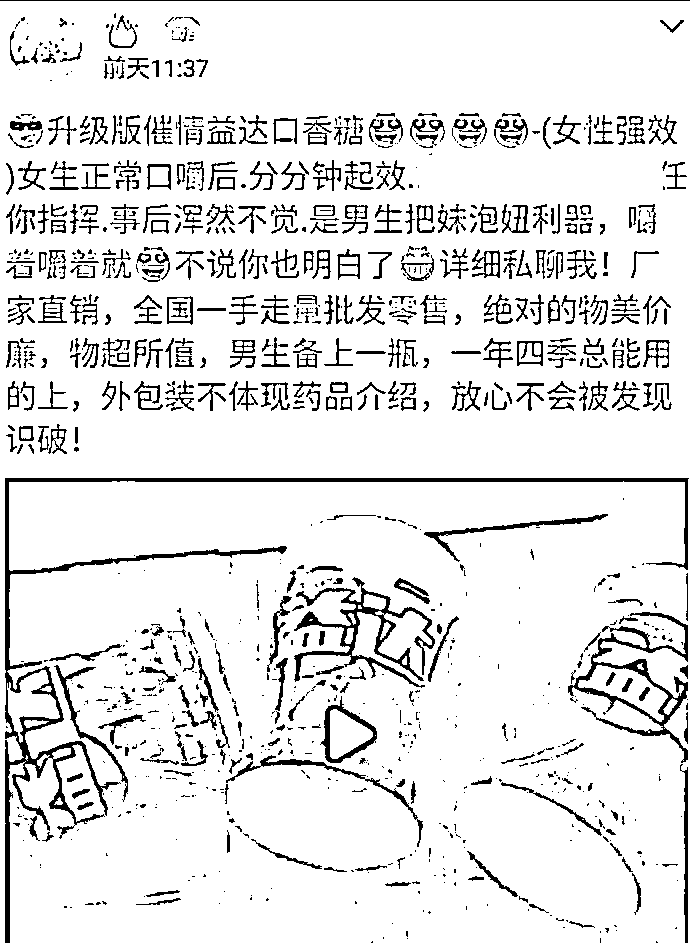 前天11:37
升级版催情益达口香糖-(女性强效
)女生正常口嚼后.分分钟起效. 任
你指挥.事后浑然不觉.是男生把妹泡妞利器，嚼
着嚼着就不说你也明白了详细私聊我！厂
家直销，全国一手走量批发零售，绝对的物美价
廉，物超所值，男生备上一瓶，一年四季总能用
的上，外包装不体现药品介绍，放心不会被发现
识破！
益达